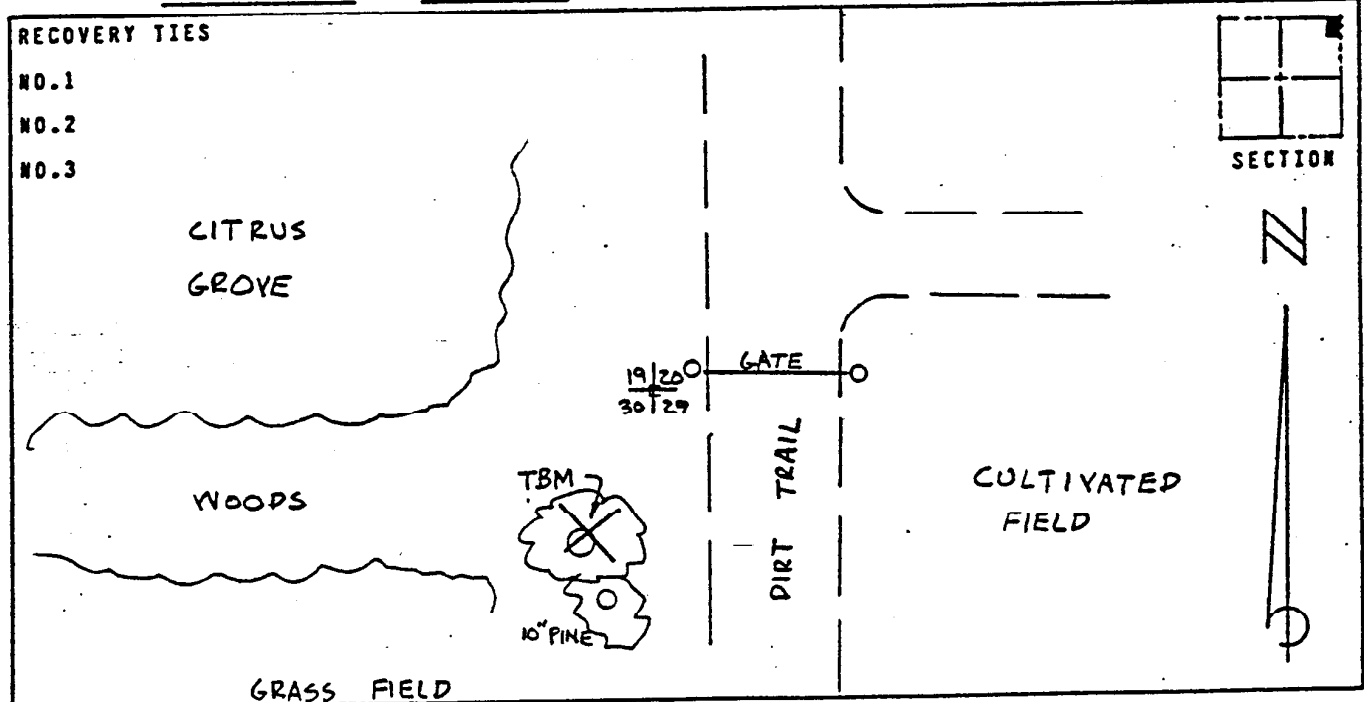 RECOVERY TIES
NO.1
NO.2
NO.3
SECTION
N
CITRUS
GROVE
GATE
19|20
30|29
DIRT TRAIL
CULTIVATED
FIELD
WOODS
TBM
10" PINE
GRASS FIELD